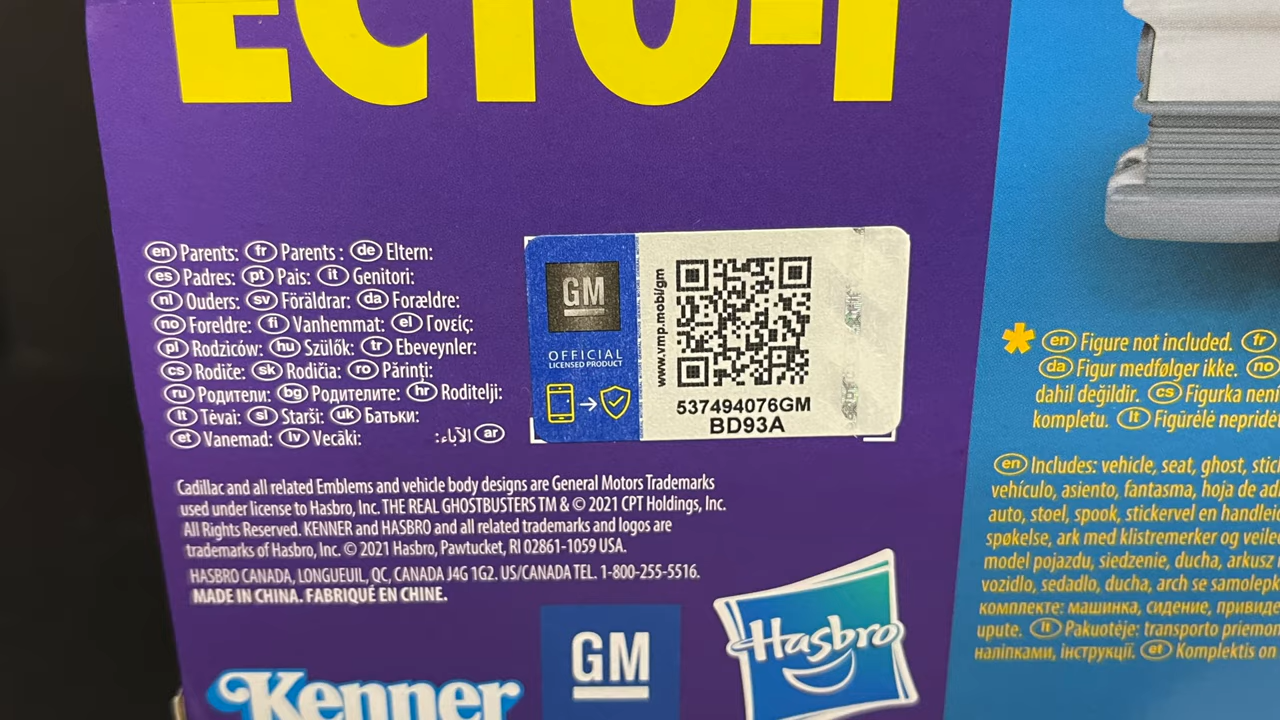 ECTO-1
en Parents: fr Parents : de Eltern:
es Padres: pt Pais: it Genitori:
nl Ouders: sv Föräldrar: da Forældre:
no Foreldre: fi Vanhemmat: el Γονείς:
pl Rodziców: hu Szülők: tr Ebeveynler:
cs Rodiče: sk Rodičia: ro Părinţi:
ru Родители: bg Родителите: hr Roditelji:
lt Tėvai: sl Starši: uk Батьки:
et Vanemad: lv Vecāki: ar الآباء:
GM
OFFICIAL
LICENSED PRODUCT
www.vmp.mobi/gm
537494076GM
BD93A
Cadillac and all related Emblems and vehicle body designs are General Motors Trademarks
used under license to Hasbro, Inc. THE REAL GHOSTBUSTERS TM & © 2021 CPT Holdings, Inc.
All Rights Reserved. KENNER and HASBRO and all related trademarks and logos are
trademarks of Hasbro, Inc. © 2021 Hasbro, Pawtucket, RI 02861-1059 USA.
HASBRO CANADA, LONGUEUIL, QC, CANADA J4G 1G2. US/CANADA TEL. 1-800-255-5516.
MADE IN CHINA. FABRIQUÉ EN CHINE.
Kenner
GM
Hasbro
* en Figure not included. fr
da Figur medfølger ikke. no
dahil değildir. cs Figurka není
kompletu. lt Figūrėlė
en Includes: vehicle, seat, ghost,
vehículo, asiento, fantasma, hoja de
auto, stoel, spook, stickervel en
spøkelse, ark med klistremerker og
model pojazdu, siedzenie, ducha, arkusz
vozidlo, sedadlo, ducha, arch se
комплекте: машинка, сидение,
upute. lt Pakuotėje: transporto
наліпками, інструкції. et Komplektis on